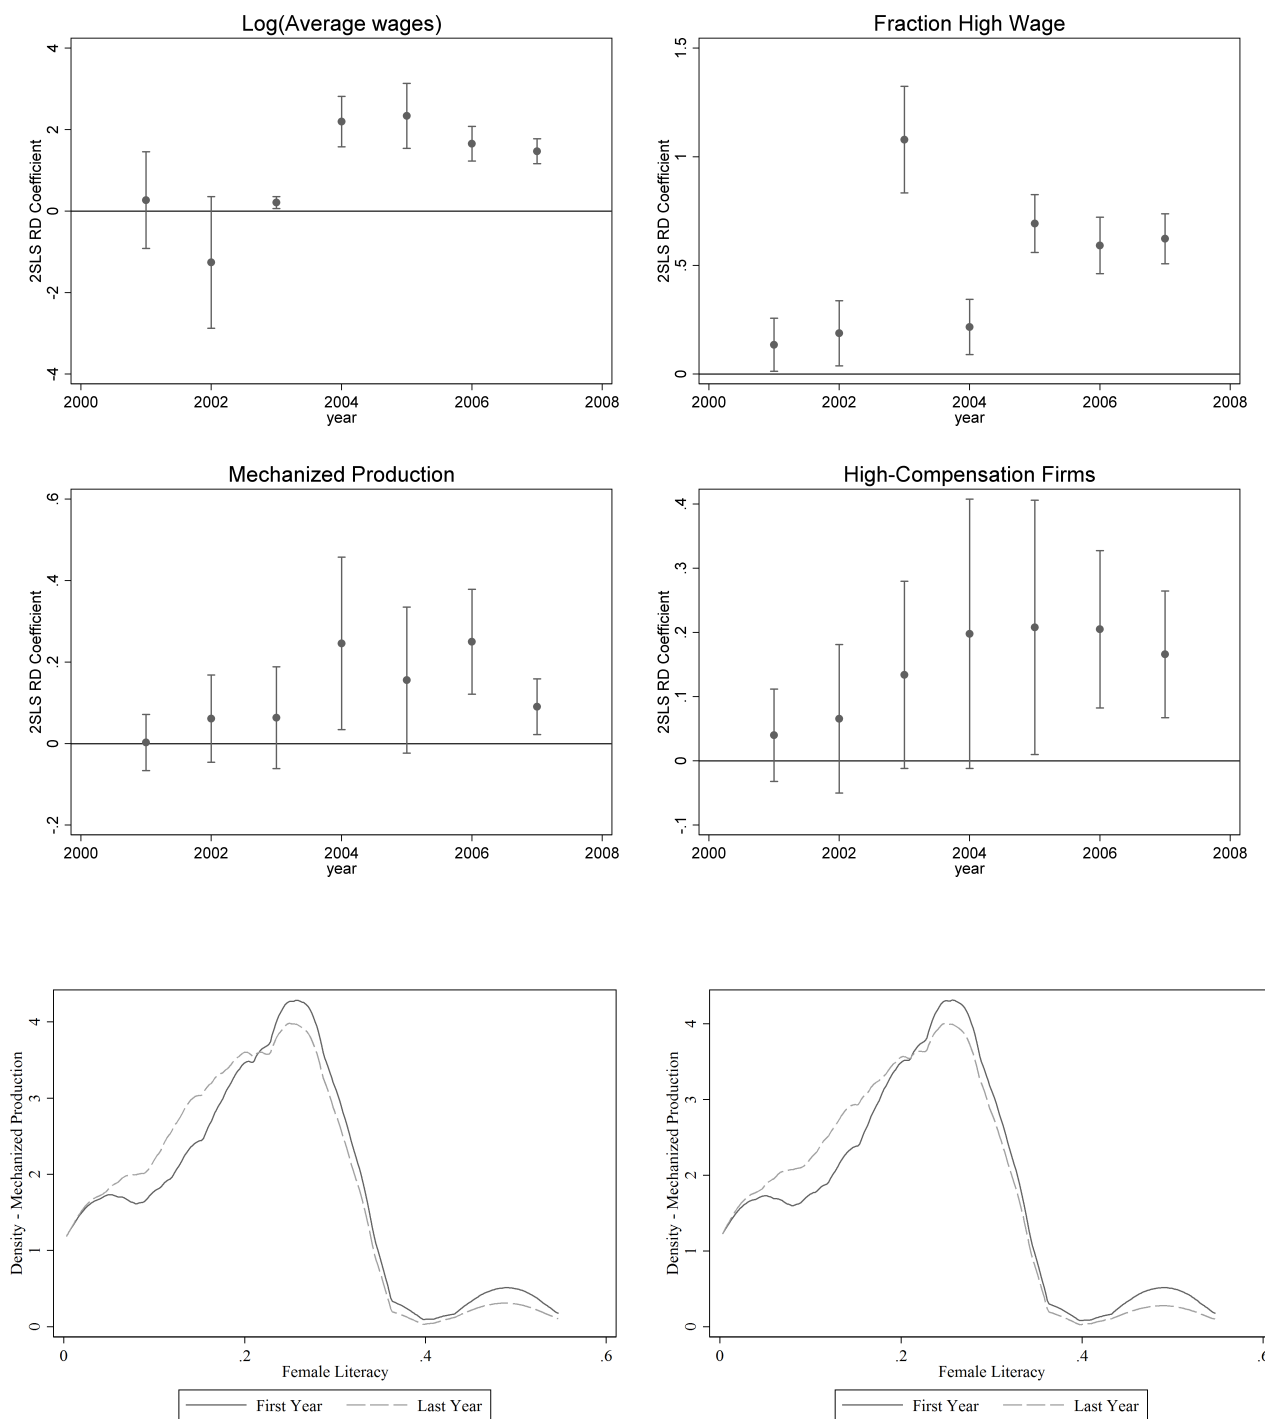 Log(Average wages)
2SLS RD Coefficient
4
2
0
-2
-4
2000 2002 2004 2006 2008
year
Fraction High Wage
2SLS RD Coefficient
1.5
1
.5
0
2000 2002 2004 2006 2008
year
Mechanized Production
2SLS RD Coefficient
.6
.4
.2
0
-.2
2000 2002 2004 2006 2008
year
High-Compensation Firms
2SLS RD Coefficient
.4
.3
.2
.1
0
-.1
2000 2002 2004 2006 2008
year
Density - Mechanized Production
4
3
2
1
0
0 .2 .4 .6
Female Literacy
First Year Last Year
Density - Mechanized Production
4
3
2
1
0
0 .2 .4 .6
Female Literacy
First Year Last Year